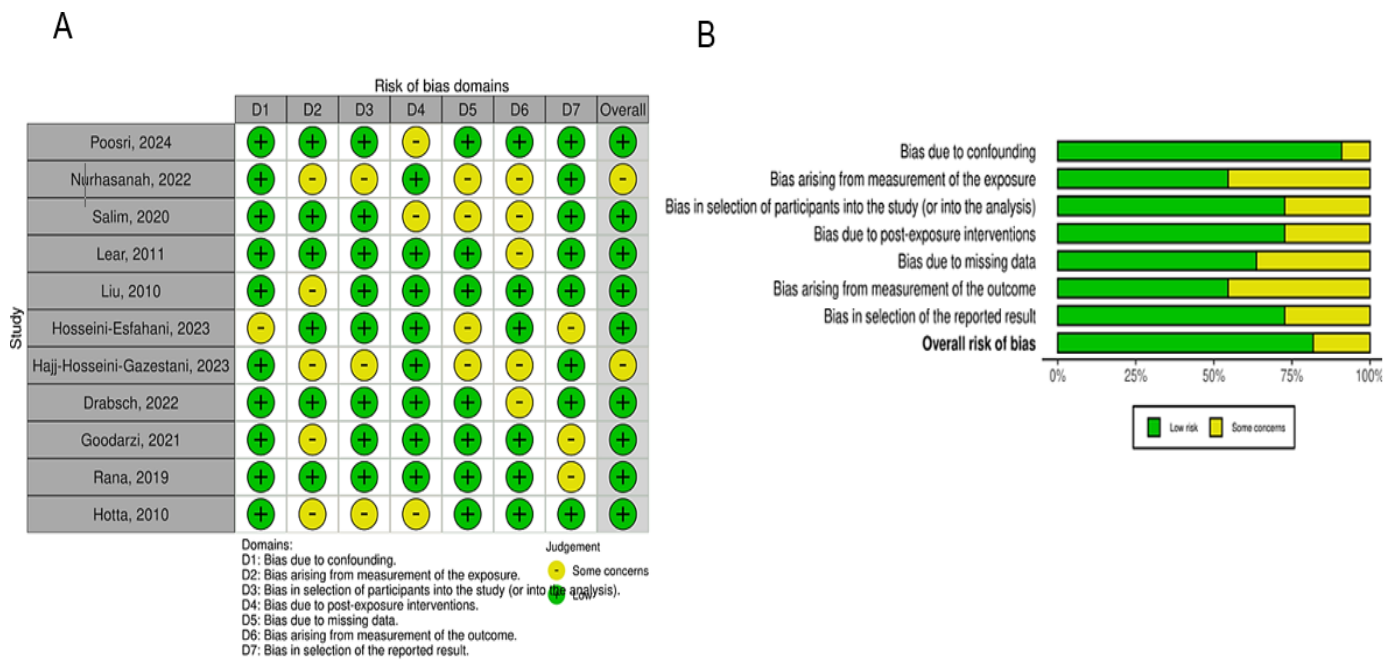 A
Risk of bias domains
D1 D2 D3 D4 D5 D6 D7 Overall
Study
Poosri, 2024 + + + - + + + +
Nurhasanah, 2022 + - - + - - + -
Salim, 2020 + + + - - - + +
Lear, 2011 + + + + + - + +
Liu, 2010 + - + + + + + +
Hosseini-Esfahani, 2023 - + + + - + - +
Hajj-Hosseini-Gazestani, 2023 + - - + - - + -
Drabsch, 2022 + + + + + - + +
Goodarzi, 2021 + - + + + + - +
Rana, 2019 + + + + + + - +
Hotta, 2010 + - - - + + + +
Domains:
D1: Bias due to confounding.
D2: Bias arising from measurement of the exposure.
D3: Bias in selection of participants into the study (or into the analysis).
D4: Bias due to post-exposure interventions.
D5: Bias due to missing data.
D6: Bias arising from measurement of the outcome.
D7: Bias in selection of the reported result.
Judgement
- Some concerns
+ Low
B
Bias due to confounding
Bias arising from measurement of the exposure
Bias in selection of participants into the study (or into the analysis)
Bias due to post-exposure interventions
Bias due to missing data
Bias arising from measurement of the outcome
Bias in selection of the reported result
Overall risk of bias
0% 25% 50% 75% 100%
Low risk Some concerns